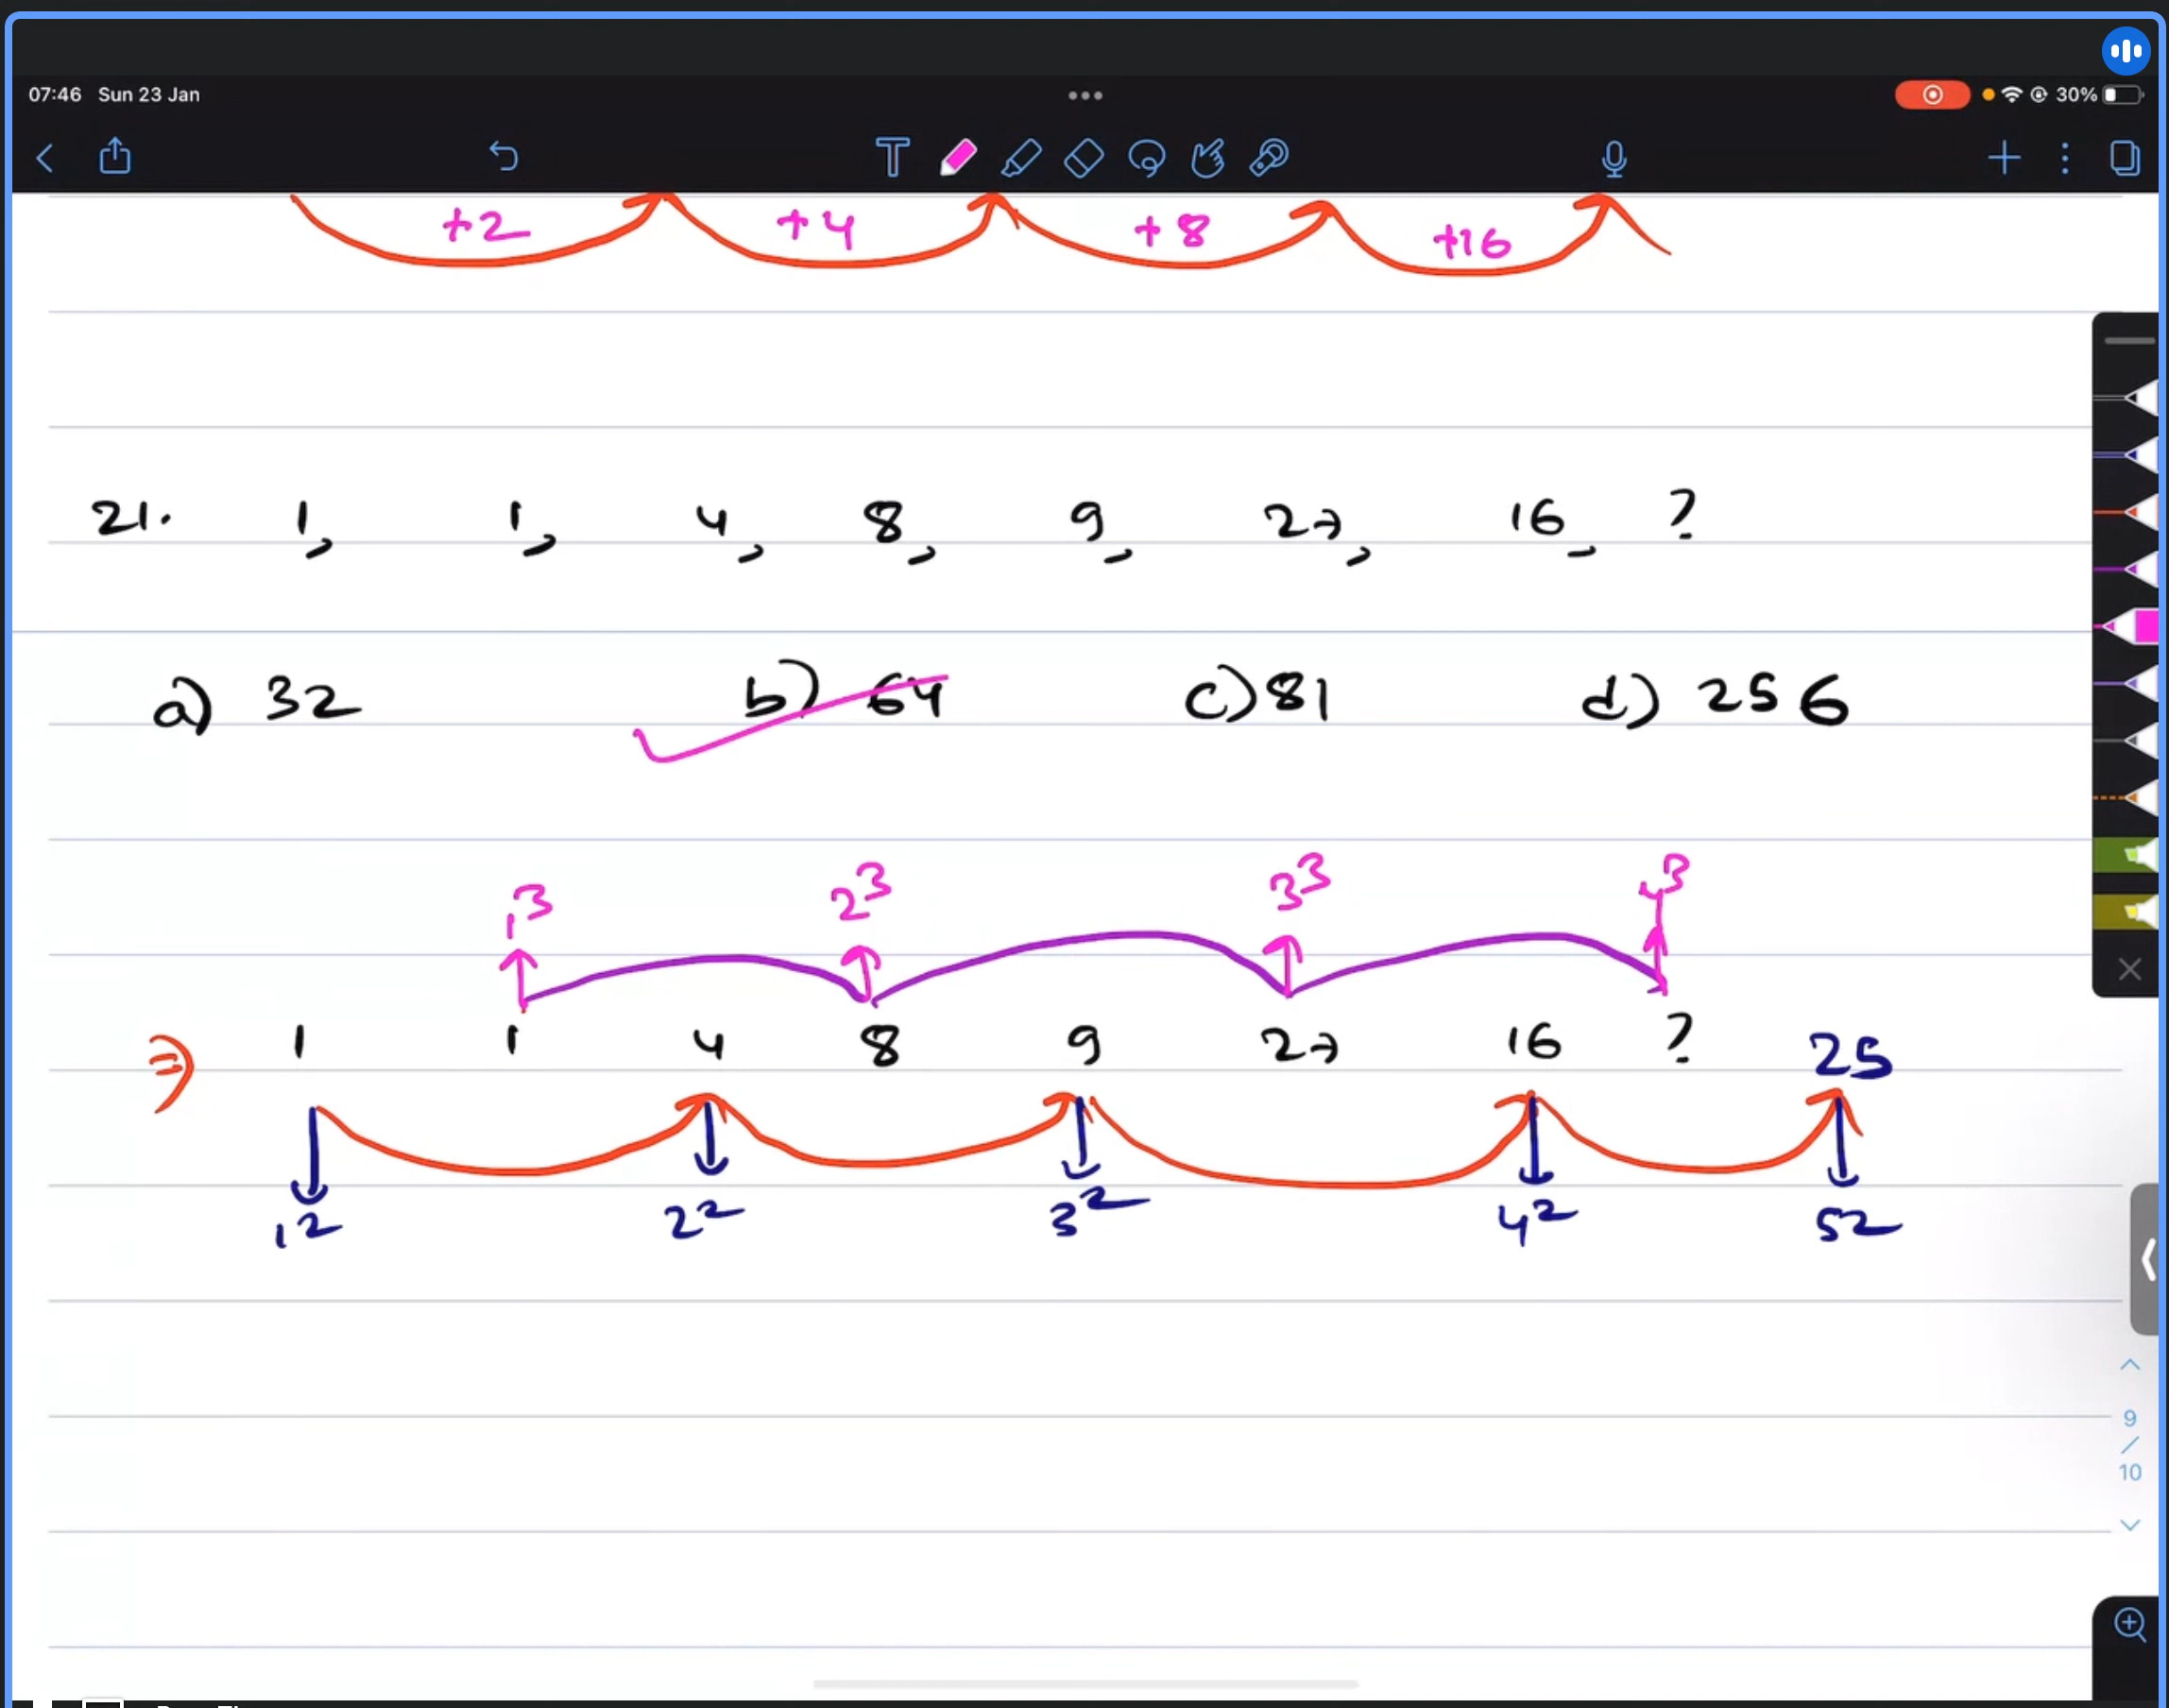 07:46 Sun 23 Jan
30%
+2 +4 +8 +16
21. 1, 1, 4, 8, 9, 27, 16, ?
a) 32 b) 64 c) 81 d) 256
1³ 2³ 3³ 4³
⇒ 1 1 4 8 9 27 16 ? 25
1² 2² 3² 4² 5²
9
/
10